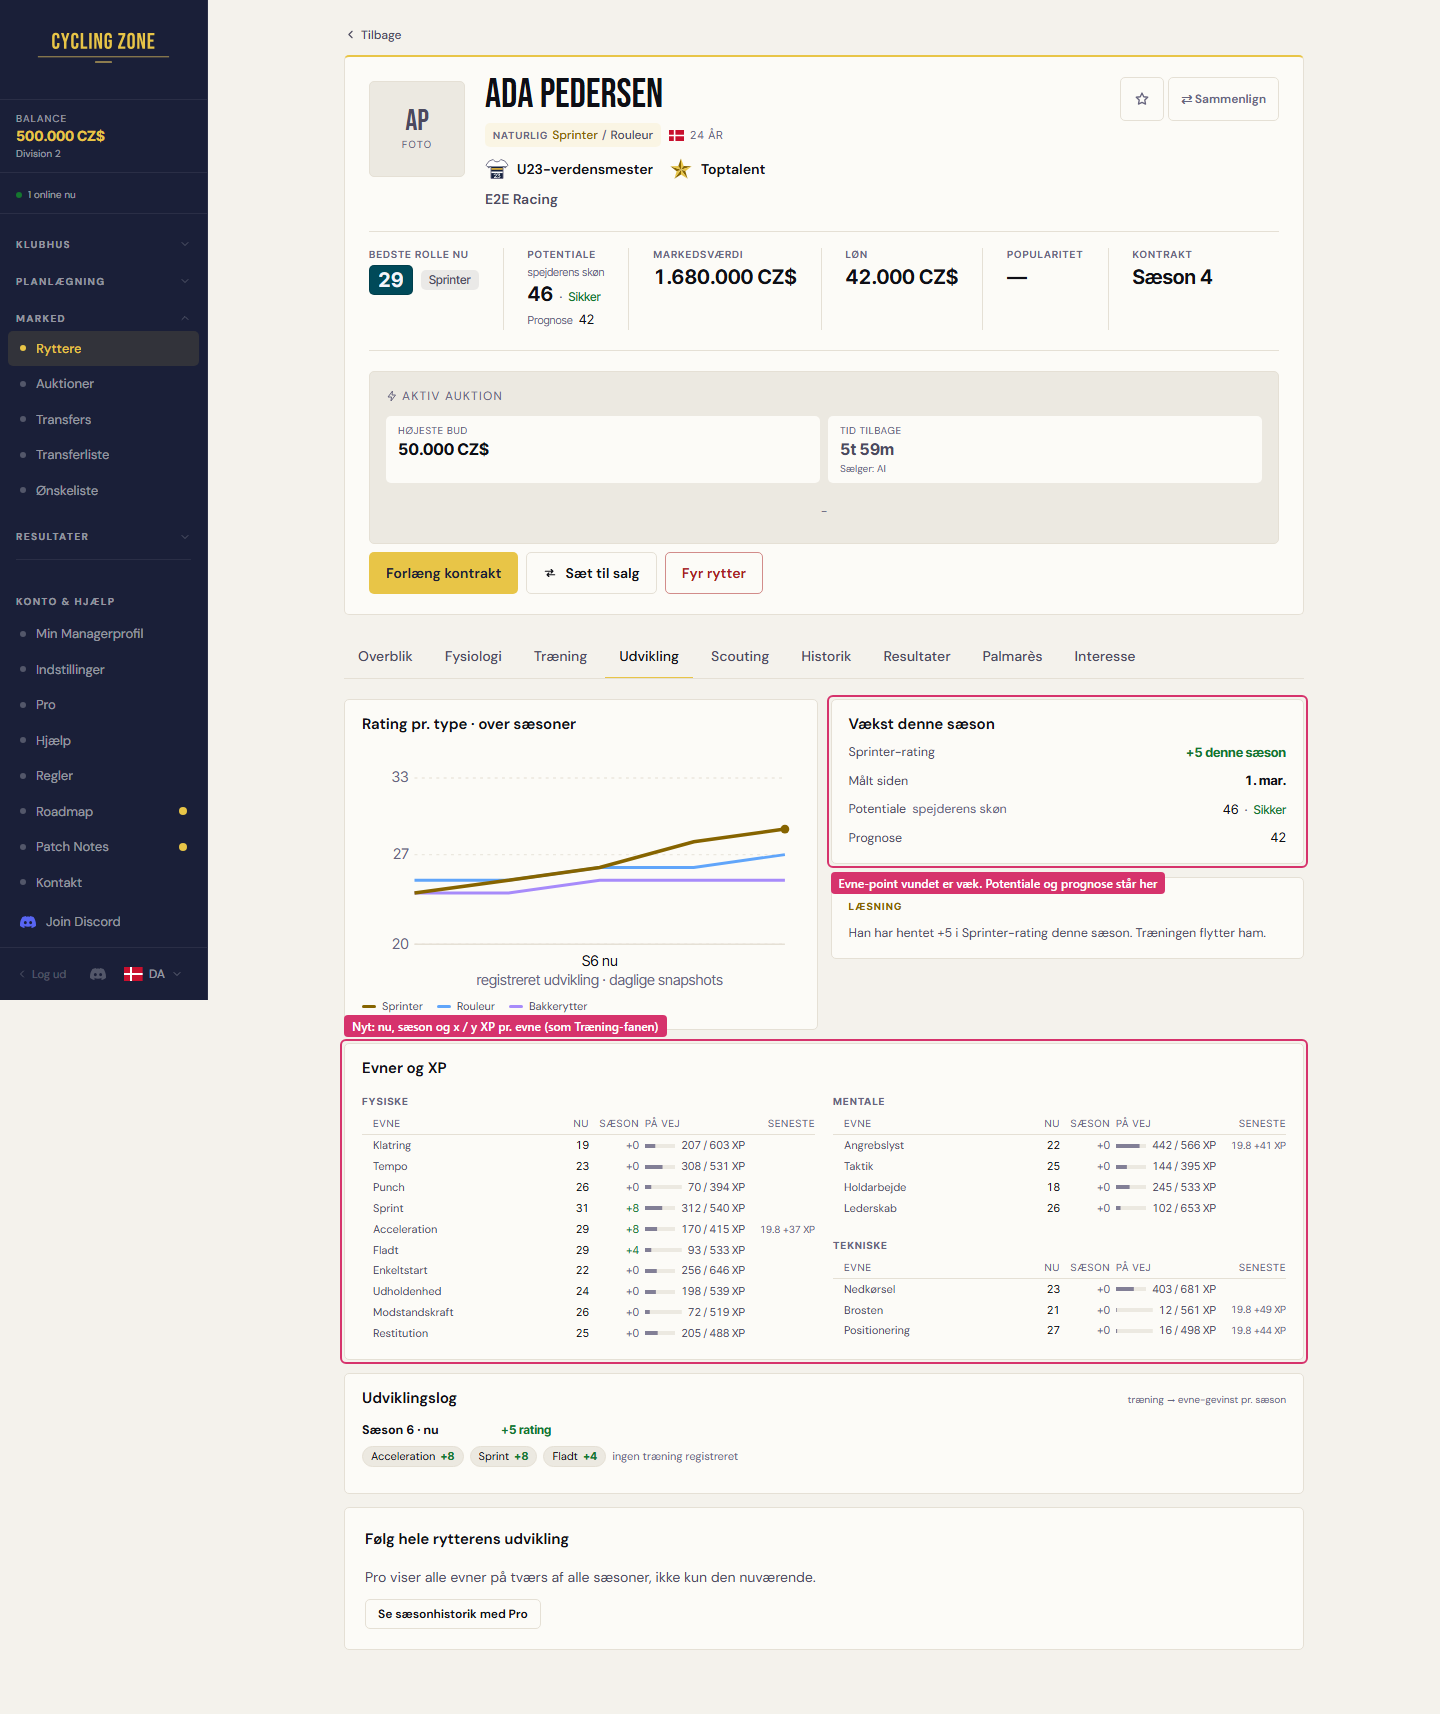 CYCLING ZONE
BALANCE
500.000 CZ$
Division 2
1 online nu
KLUBHUS
PLANLÆGNING
MARKED
Ryttere
Auktioner
Transfers
Transferliste
Ønskeliste
RESULTATER
KONTO & HJÆLP
Min Managerprofil
Indstillinger
Pro
Hjælp
Regler
Roadmap
Patch Notes
Kontakt
Join Discord
Log ud
DA
Tilbage
AP
FOTO
ADA PEDERSEN
NATURLIG Sprinter / Rouleur 24 ÅR
23
U23-verdensmester Toptalent
E2E Racing
Sammenlign
BEDSTE ROLLE NU
29 Sprinter
POTENTIALE
spejderens skøn
46 · Sikker
Prognose 42
MARKEDSVÆRDI
1.680.000 CZ$
LØN
42.000 CZ$
POPULARITET
—
KONTRAKT
Sæson 4
AKTIV AUKTION
HØJESTE BUD
50.000 CZ$
TID TILBAGE
5t 59m
Sælger: AI
–
Forlæng kontrakt Sæt til salg Fyr rytter
Overblik Fysiologi Træning Udvikling Scouting Historik Resultater Palmarès Interesse
Rating pr. type · over sæsoner
33
27
20
S6 nu
registreret udvikling · daglige snapshots
Sprinter Rouleur Bakkerytter
Vækst denne sæson
Sprinter-rating +5 denne sæson
Målt siden 1. mar.
Potentiale spejderens skøn 46 · Sikker
Prognose 42
Evne-point vundet er væk. Potentiale og prognose står her
LÆSNING
Han har hentet +5 i Sprinter-rating denne sæson. Træningen flytter ham.
Nyt: nu, sæson og x / y XP pr. evne (som Træning-fanen)
Evner og XP
FYSISKE
EVNE NU SÆSON PÅ VEJ SENESTE
Klatring 19 +0 207 / 603 XP
Tempo 23 +0 308 / 531 XP
Punch 26 +0 70 / 394 XP
Sprint 31 +8 312 / 540 XP
Acceleration 29 +8 170 / 415 XP 19.8 +37 XP
Fladt 29 +4 93 / 533 XP
Enkeltstart 22 +0 256 / 646 XP
Udholdenhed 24 +0 198 / 539 XP
Modstandskraft 26 +0 72 / 519 XP
Restitution 25 +0 205 / 488 XP
MENTALE
EVNE NU SÆSON PÅ VEJ SENESTE
Angrebslyst 22 +0 442 / 566 XP 19.8 +41 XP
Taktik 25 +0 144 / 395 XP
Holdarbejde 18 +0 245 / 533 XP
Lederskab 26 +0 102 / 653 XP
TEKNISKE
EVNE NU SÆSON PÅ VEJ SENESTE
Nedkørsel 23 +0 403 / 681 XP
Brosten 21 +0 12 / 561 XP 19.8 +49 XP
Positionering 27 +0 16 / 498 XP 19.8 +44 XP
Udviklingslog træning → evne-gevinst pr. sæson
Sæson 6 · nu +5 rating
Acceleration +8 Sprint +8 Fladt +4 ingen træning registreret
Følg hele rytterens udvikling
Pro viser alle evner på tværs af alle sæsoner, ikke kun den nuværende.
Se sæsonhistorik med Pro